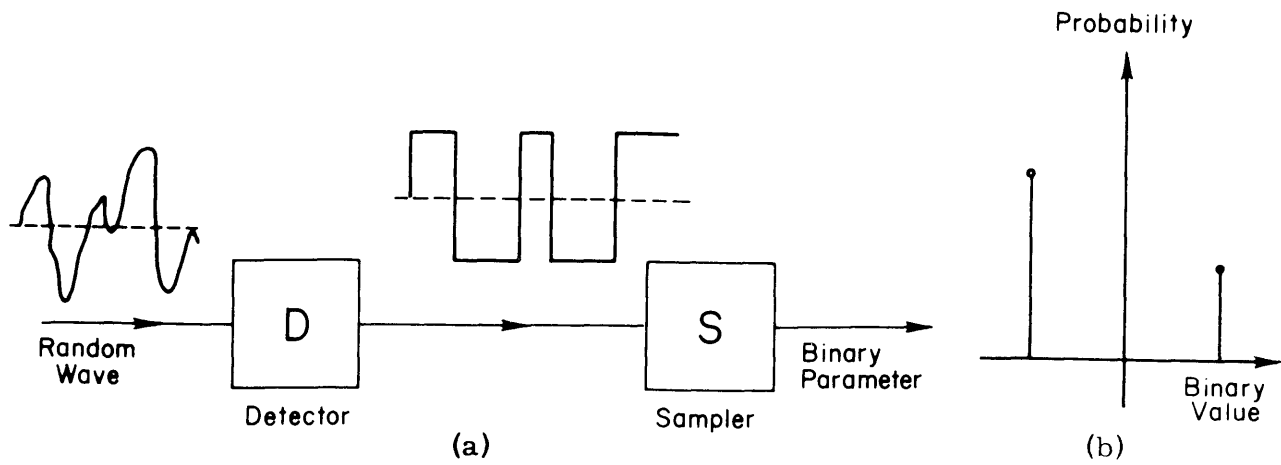 Probability
D
S
Random
Wave
Binary
Parameter
Detector
Sampler
(a)
Binary
Value
(b)